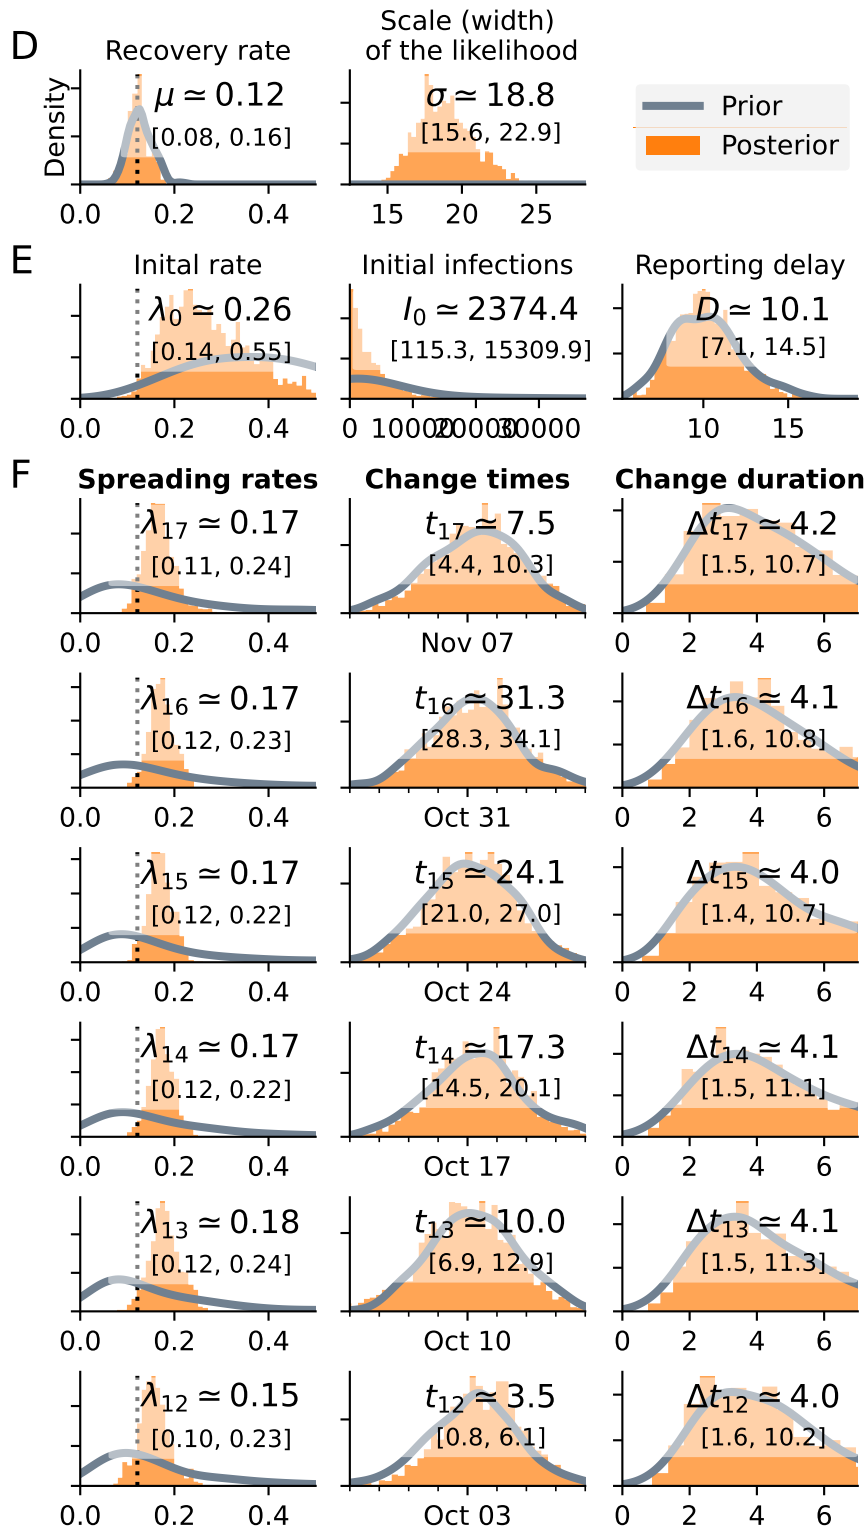 D
Recovery rate
Scale (width)
of the likelihood
Density
μ ≃ 0.12
[0.08, 0.16]
0.0 0.2 0.4
σ ≃ 18.8
[15.6, 22.9]
15 20 25
Prior
Posterior
E
Inital rate
λ0 ≃ 0.26
[0.14, 0.55]
0.0 0.2 0.4
Initial infections
I0 ≃ 2374.4
[115.3, 15309.9]
0 10000 20000 30000
Reporting delay
D ≃ 10.1
[7.1, 14.5]
10 15
F
Spreading rates Change times Change duration
λ17 ≃ 0.17 t17 ≃ 7.5 Δt17 ≃ 4.2
[0.11, 0.24] [4.4, 10.3] [1.5, 10.7]
0.0 0.2 0.4 Nov 07 0 2 4 6
λ16 ≃ 0.17 t16 ≃ 31.3 Δt16 ≃ 4.1
[0.12, 0.23] [28.3, 34.1] [1.6, 10.8]
0.0 0.2 0.4 Oct 31 0 2 4 6
λ15 ≃ 0.17 t15 ≃ 24.1 Δt15 ≃ 4.0
[0.12, 0.22] [21.0, 27.0] [1.4, 10.7]
0.0 0.2 0.4 Oct 24 0 2 4 6
λ14 ≃ 0.17 t14 ≃ 17.3 Δt14 ≃ 4.1
[0.12, 0.22] [14.5, 20.1] [1.5, 11.1]
0.0 0.2 0.4 Oct 17 0 2 4 6
λ13 ≃ 0.18 t13 ≃ 10.0 Δt13 ≃ 4.1
[0.12, 0.24] [6.9, 12.9] [1.5, 11.3]
0.0 0.2 0.4 Oct 10 0 2 4 6
λ12 ≃ 0.15 t12 ≃ 3.5 Δt12 ≃ 4.0
[0.10, 0.23] [0.8, 6.1] [1.6, 10.2]
0.0 0.2 0.4 Oct 03 0 2 4 6